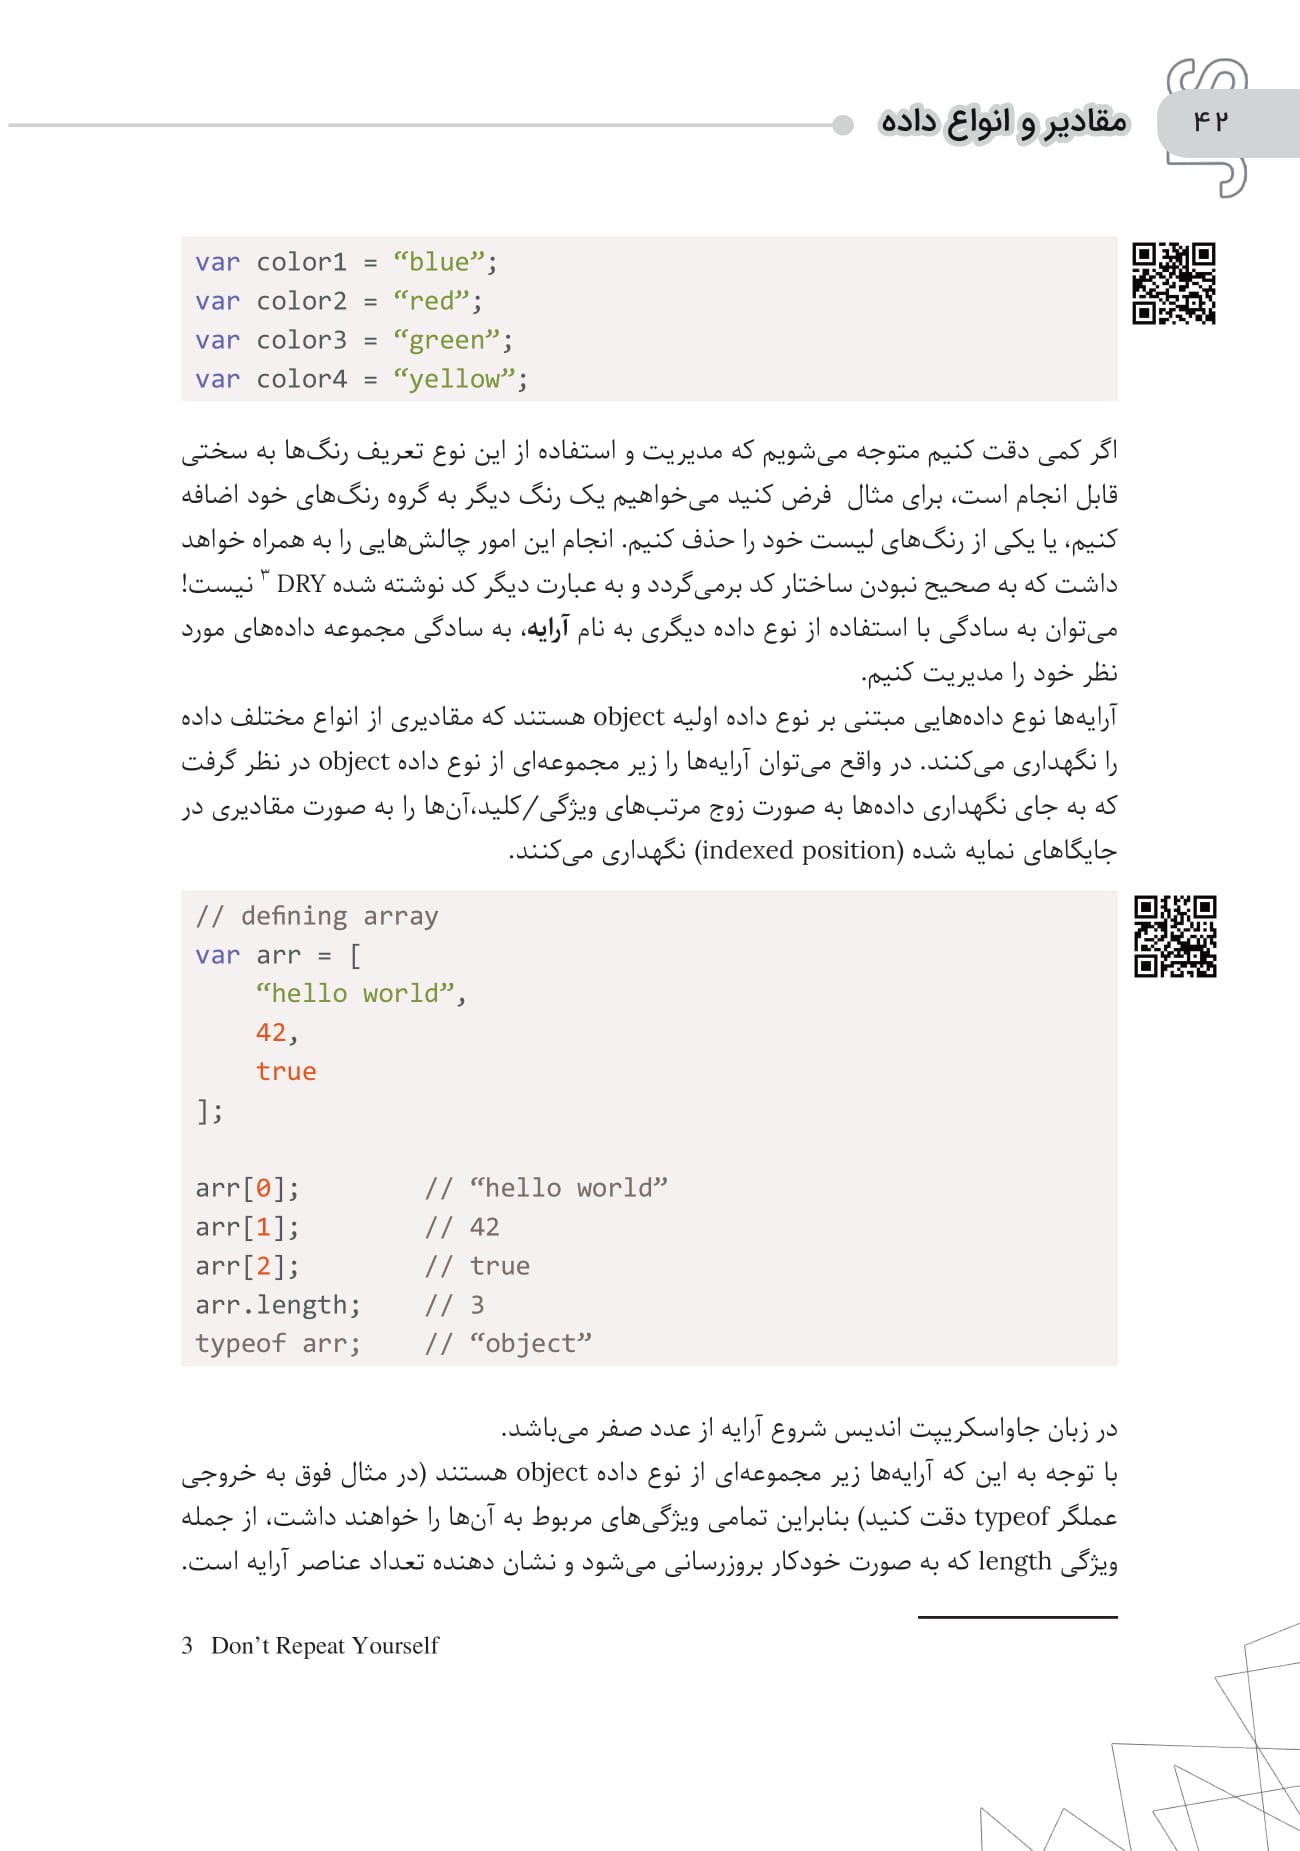 ۴۲
مقادیر و انواع داده
var color1 = “blue”;
var color2 = “red”;
var color3 = “green”;
var color4 = “yellow”;
اگر کمی دقت کنیم متوجه می‌شویم که مدیریت و استفاده از این نوع تعریف رنگ‌ها به سختی
قابل انجام است، برای مثال فرض کنید می‌خواهیم یک رنگ دیگر به گروه رنگ‌های خود اضافه
کنیم، یا یکی از رنگ‌های لیست خود را حذف کنیم. انجام این امور چالش‌هایی را به همراه خواهد
داشت که به صحیح نبودن ساختار کد برمی‌گردد و به عبارت دیگر کد نوشته شده DRY ۳ نیست!
می‌توان به سادگی با استفاده از نوع داده دیگری به نام آرایه، به سادگی مجموعه داده‌های مورد
نظر خود را مدیریت کنیم.
آرایه‌ها نوع داده‌هایی مبتنی بر نوع داده اولیه object هستند که مقادیری از انواع مختلف داده
را نگهداری می‌کنند. در واقع می‌توان آرایه‌ها را زیر مجموعه‌ای از نوع داده object در نظر گرفت
که به جای نگهداری داده‌ها به صورت زوج مرتب‌های ویژگی/کلید،آن‌ها را به صورت مقادیری در
جایگاهای نمایه شده (indexed position) نگهداری می‌کنند.
// defining array
var arr = [
    “hello world”,
    42,
    true
];
arr[0];        // “hello world”
arr[1];        // 42
arr[2];        // true
arr.length;    // 3
typeof arr;    // “object”
در زبان جاواسکریپت اندیس شروع آرایه از عدد صفر می‌باشد.
با توجه به این که آرایه‌ها زیر مجموعه‌ای از نوع داده object هستند (در مثال فوق به خروجی
عملگر typeof دقت کنید) بنابراین تمامی ویژگی‌های مربوط به آن‌ها را خواهند داشت، از جمله
ویژگی length که به صورت خودکار بروزرسانی می‌شود و نشان دهنده تعداد عناصر آرایه است.
3 Don’t Repeat Yourself